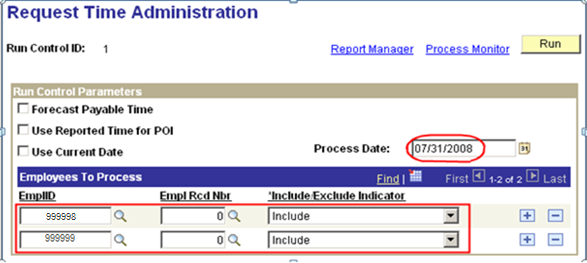 Request Time Administration
Run Control ID: 1 Report Manager Process Monitor Run
Run Control Parameters
Forecast Payable Time
Use Reported Time for POI
Use Current Date Process Date: 07/31/2008 31
Employees To Process Find | First 1-2 of 2 Last
EmplID Empl Rcd Nbr *Include/Exclude Indicator
999998 0 Include
999999 0 Include